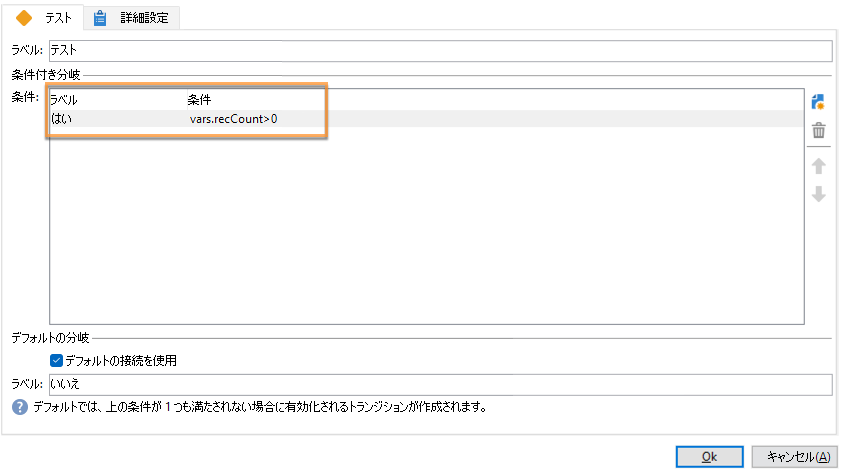 テスト 詳細設定
ラベル: テスト
条件付き分岐
条件: ラベル 条件
はい vars.recCount>0
デフォルトの分岐
デフォルトの接続を使用
ラベル: いいえ
? デフォルトでは、上の条件が 1 つも満たされない場合に有効化されるトランジションが作成されます。
Ok キャンセル(A)